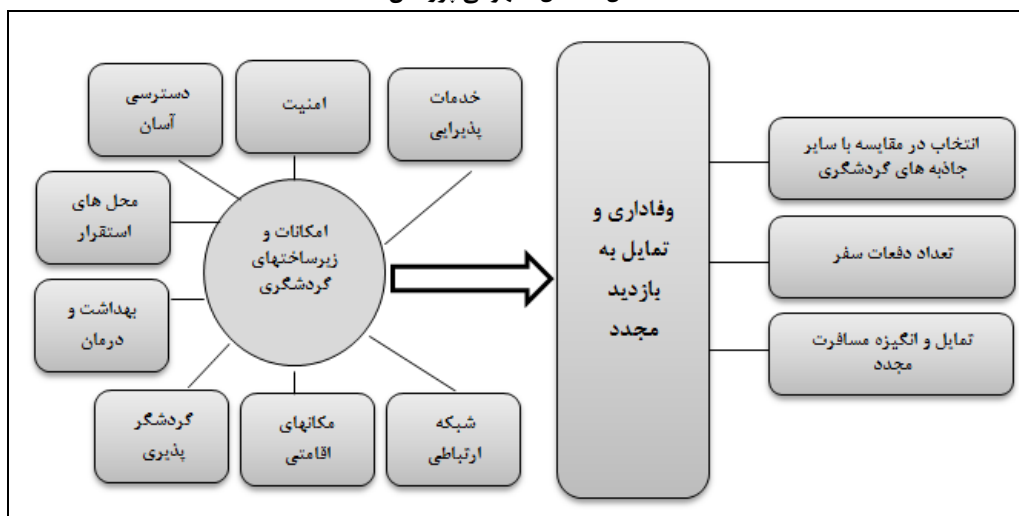 خدمات
پذیرایی
امنیت
دسترسی
آسان
محل های
استقرار
بهداشت و
درمان
گردشگر
پذیری
مکانهای
اقامتی
شبکه
ارتباطی
امکانات و
زیرساختهای
گردشگری
وفاداری و
تمایل به
بازدید
مجدد
انتخاب در مقایسه با سایر
جاذبه های گردشگری
تعداد دفعات سفر
تمایل و انگیزه مسافرت
مجدد